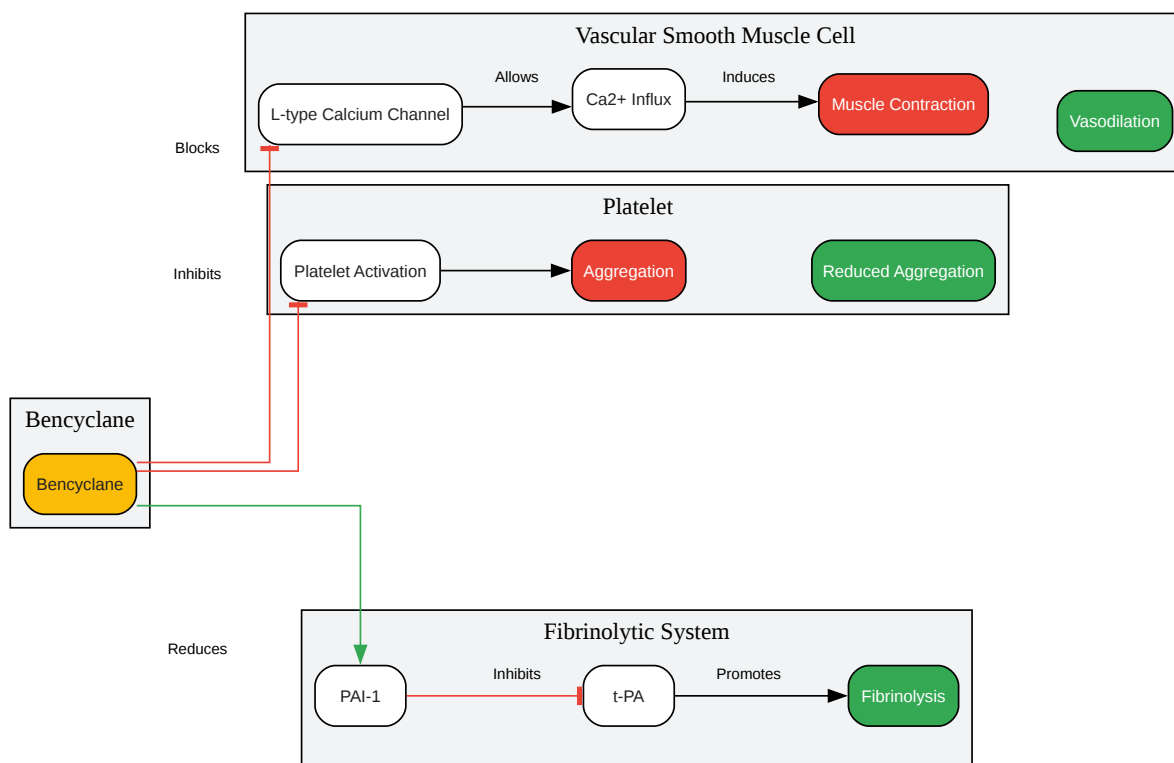 Vascular Smooth Muscle Cell
Allows
Induces
L-type Calcium Channel
Ca2+ Influx
Muscle Contraction
Vasodilation
Blocks
Platelet
Inhibits
Platelet Activation
Aggregation
Reduced Aggregation
Bencyclane
Bencyclane
Fibrinolytic System
Reduces
Inhibits
Promotes
PAI-1
t-PA
Fibrinolysis